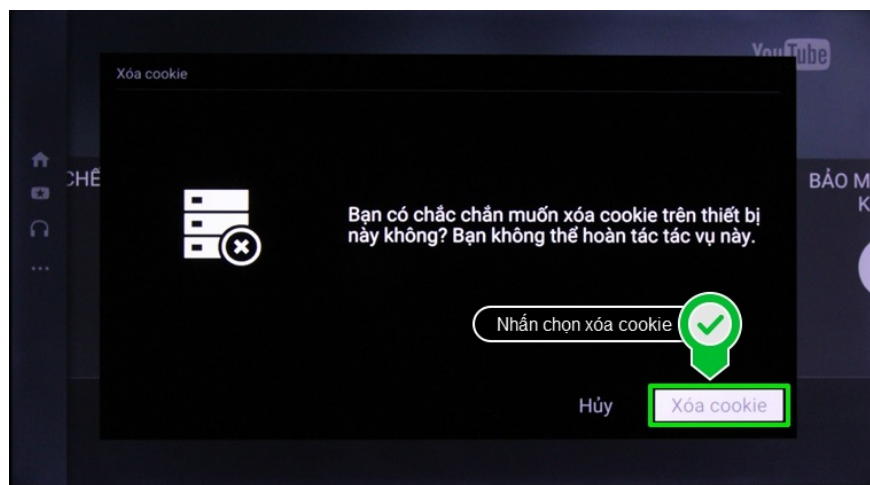 YouTube
Xóa cookie
CHẾ
BẢO M
K
Bạn có chắc chắn muốn xóa cookie trên thiết bị
này không? Bạn không thể hoàn tác tác vụ này.
Nhấn chọn xóa cookie
Hủy
Xóa cookie